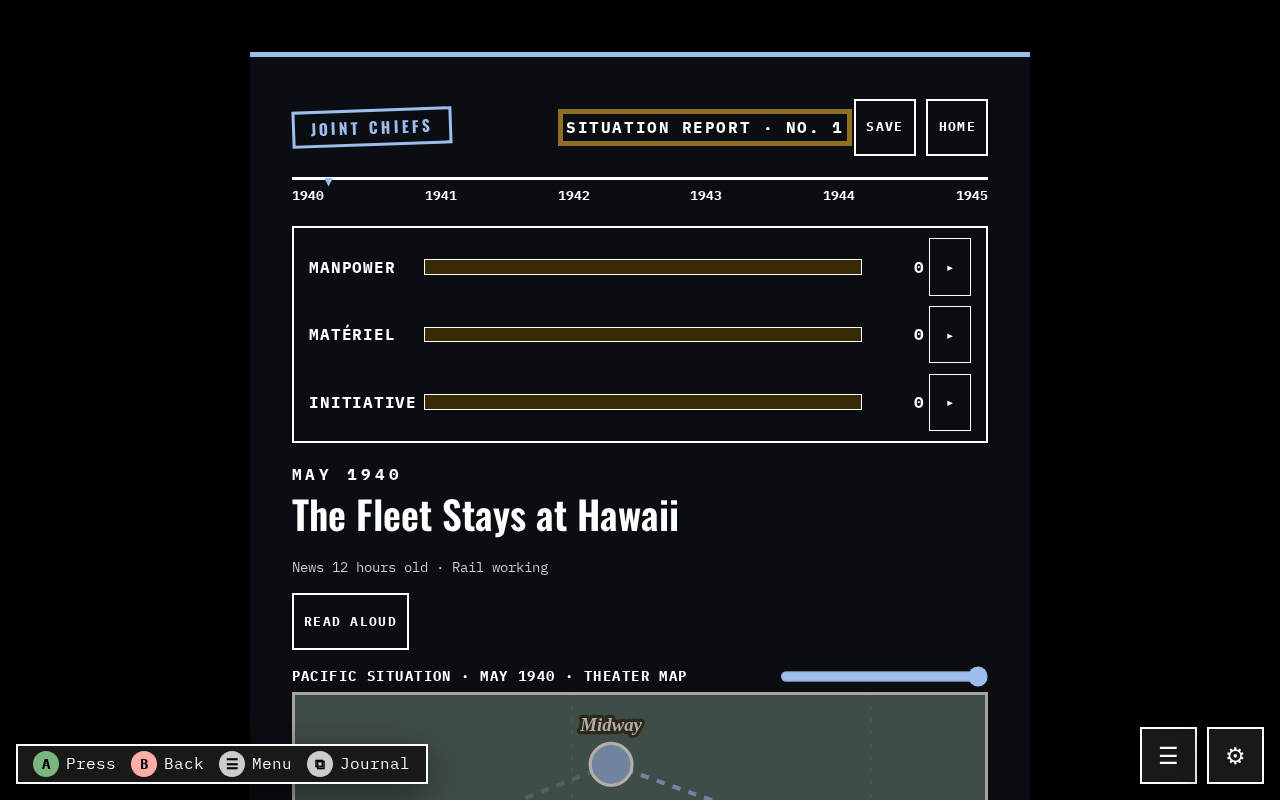 JOINT CHIEFS
SITUATION REPORT · NO. 1
SAVE
HOME
1940 1941 1942 1943 1944 1945
MANPOWER 0 ▸
MATÉRIEL 0 ▸
INITIATIVE 0 ▸
MAY 1940
The Fleet Stays at Hawaii
News 12 hours old · Rail working
READ ALOUD
PACIFIC SITUATION · MAY 1940 · THEATER MAP
Midway
A Press B Back ☰ Menu ⧉ Journal
☰ ⚙